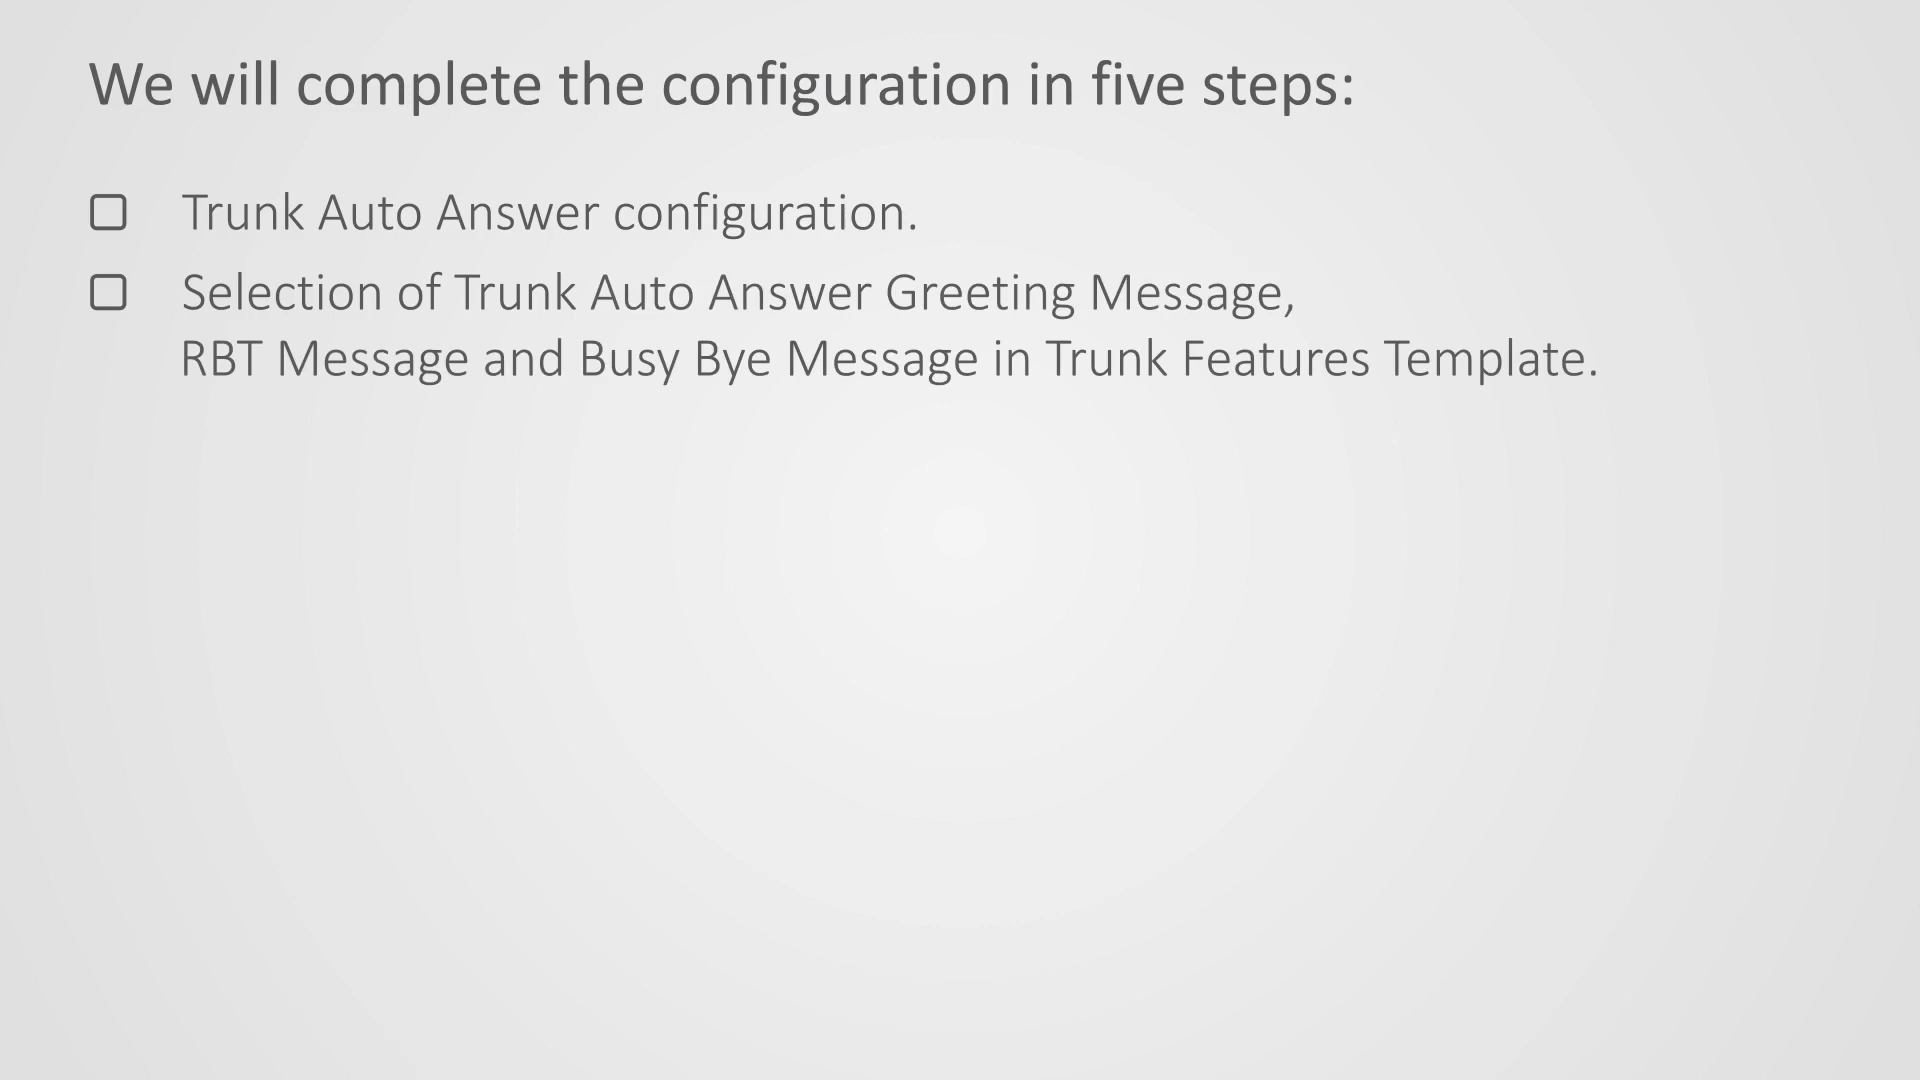 We will complete the configuration in five steps:
Trunk Auto Answer configuration.
Selection of Trunk Auto Answer Greeting Message,
RBT Message and Busy Bye Message in Trunk Features Template.